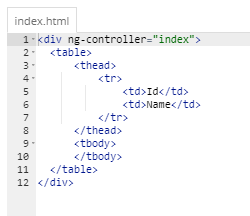 index.html
1 <div ng-controller="index">
2   <table>
3       <thead>
4           <tr>
5               <td>Id</td>
6               <td>Name</td>
7           </tr>
8       </thead>
9       <tbody>
10      </tbody>
11  </table>
12 </div>